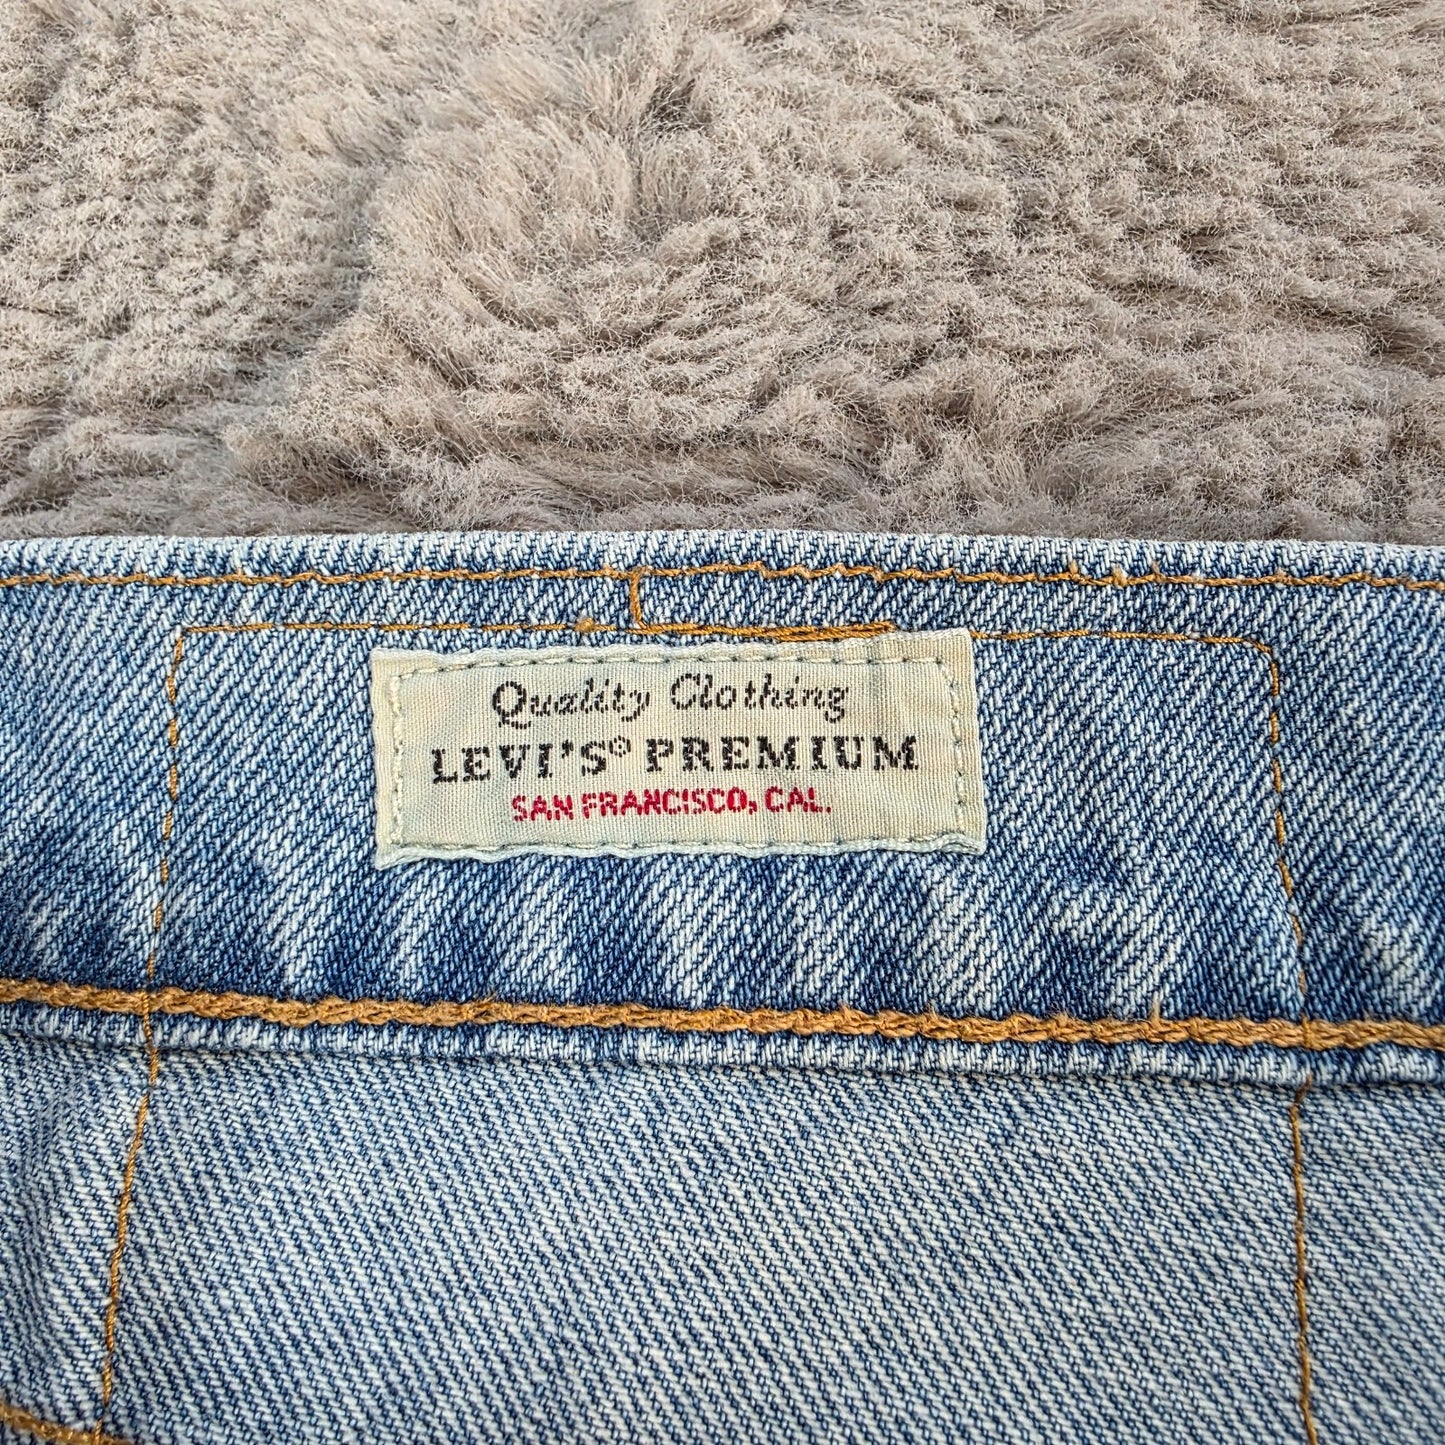 Quality Clothing
LEVI'S® PREMIUM
SAN FRANCISCO, CAL.